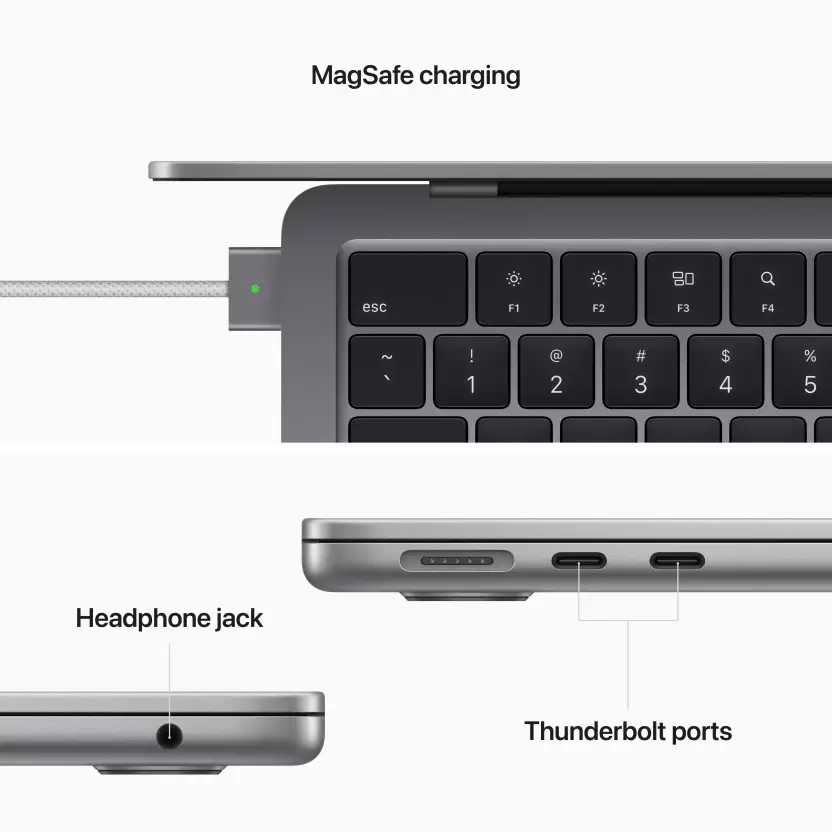 MagSafe charging
esc
F1
F2
F3
F4
~
`
!
1
@
2
#
3
$
4
%
5
Headphone jack
Thunderbolt ports